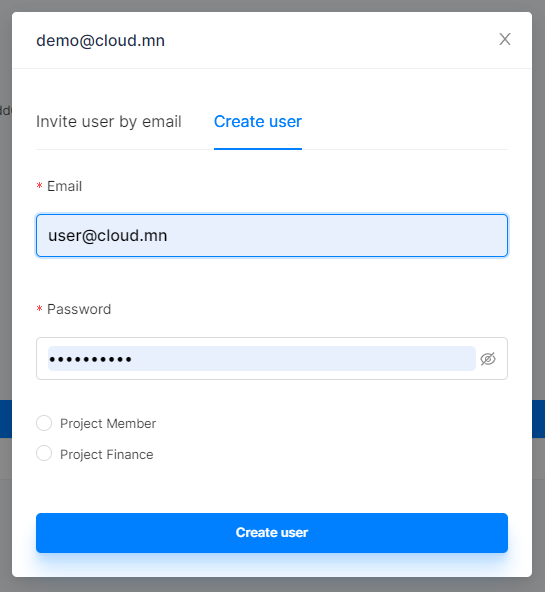 demo@cloud.mn
Invite user by email
Create user
* Email
user@cloud.mn
* Password
••••••••••
Project Member
Project Finance
Create user